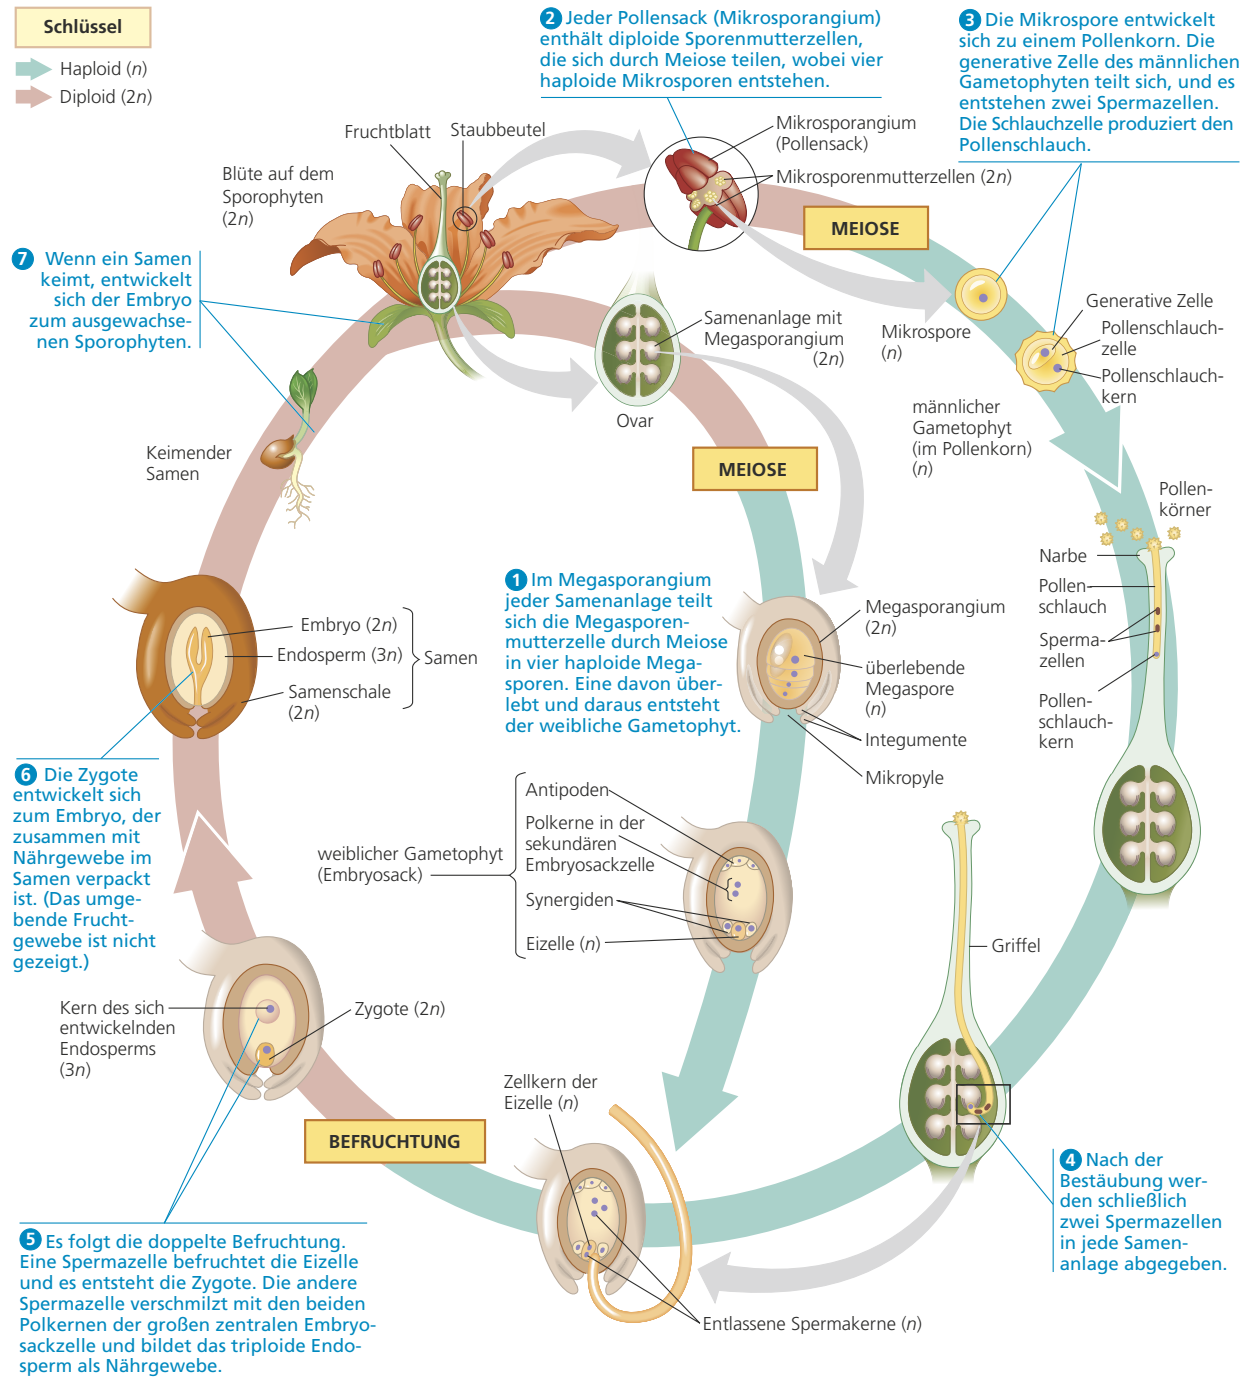 Schlüssel
Haploid (n)
Diploid (2n)
2 Jeder Pollensack (Mikrosporangium)
enthält diploide Sporenmutterzellen,
die sich durch Meiose teilen, wobei vier
haploide Mikrosporen entstehen.
3 Die Mikrospore entwickelt
sich zu einem Pollenkorn. Die
generative Zelle des männlichen
Gametophyten teilt sich, und es
entstehen zwei Spermazellen.
Die Schlauchzelle produziert den
Pollenschlauch.
Fruchtblatt
Staubbeutel
Blüte auf dem
Sporophyten
(2n)
Mikrosporangium
(Pollensack)
Mikrosporenmutterzellen (2n)
MEIOSE
7 Wenn ein Samen
keimt, entwickelt
sich der Embryo
zum ausgewachse-
nen Sporophyten.
Samenanlage mit
Megasporangium
(2n)
Ovar
Mikrospore
(n)
Generative Zelle
Pollenschlauch-
zelle
Pollenschlauch-
kern
männlicher
Gametophyt
(im Pollenkorn)
(n)
Keimender
Samen
MEIOSE
Pollen-
körner
Narbe
Pollen-
schlauch
Sperma-
zellen
Pollen-
schlauch-
kern
1 Im Megasporangium
jeder Samenanlage teilt
sich die Megasporen-
mutterzelle durch Meiose
in vier haploide Mega-
sporen. Eine davon über-
lebt und daraus entsteht
der weibliche Gametophyt.
Megasporangium
(2n)
überlebende
Megaspore
(n)
Integumente
Mikropyle
Embryo (2n)
Endosperm (3n)
Samenschale
(2n)
Samen
6 Die Zygote
entwickelt sich
zum Embryo, der
zusammen mit
Nährgewebe im
Samen verpackt
ist. (Das umge-
bende Frucht-
gewebe ist nicht
gezeigt.)
weiblicher Gametophyt
(Embryosack)
Antipoden
Polkerne in der
sekundären
Embryosackzelle
Synergiden
Eizelle (n)
Griffel
Kern des sich
entwickelnden
Endosperms
(3n)
Zygote (2n)
Zellkern der
Eizelle (n)
BEFRUCHTUNG
4 Nach der
Bestäubung wer-
den schließlich
zwei Spermazellen
in jede Samen-
anlage abgegeben.
5 Es folgt die doppelte Befruchtung.
Eine Spermazelle befruchtet die Eizelle
und es entsteht die Zygote. Die andere
Spermazelle verschmilzt mit den beiden
Polkernen der großen zentralen Embryo-
sackzelle und bildet das triploide Endo-
sperm als Nährgewebe.
Entlassene Spermakerne (n)